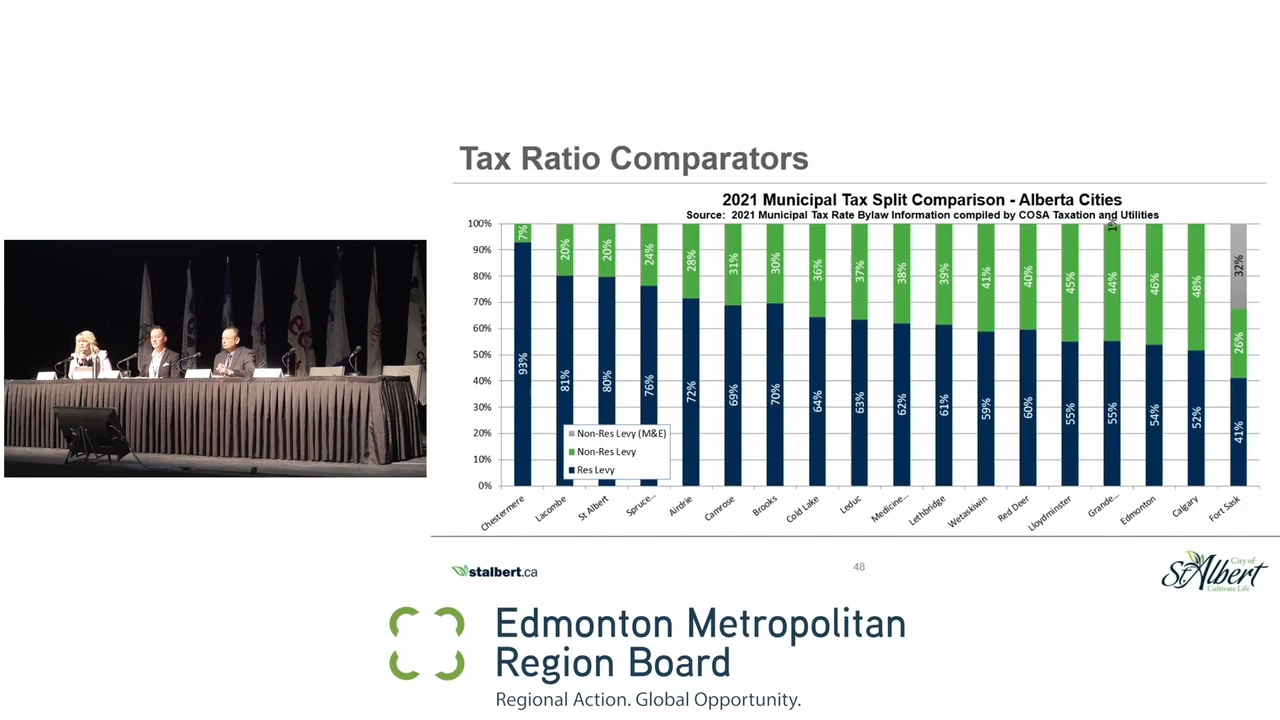 Tax Ratio Comparators
2021 Municipal Tax Split Comparison - Alberta Cities
Source: 2021 Municipal Tax Rate Bylaw Information compiled by COSA Taxation and Utilities
100%
90%
80%
70%
60%
50%
40%
30%
20%
10%
0%
7% 20% 20% 24% 28% 31% 30% 36% 37% 38% 39% 41% 40% 45% 1% 44% 46% 48% 32% 26%
93% 81% 80% 76% 72% 69% 70% 64% 63% 62% 61% 59% 60% 55% 55% 54% 52% 41%
Non-Res Levy (M&E)
Non-Res Levy
Res Levy
Chestermere Lacombe St Albert Spruce... Airdrie Camrose Brooks Cold Lake Leduc Medicine... Lethbridge Wetaskiwin Red Deer Lloydminster Grande... Edmonton Calgary Fort Sask
stalbert.ca
48
City of
St. Albert
Cultivate Life
Edmonton Metropolitan
Region Board
Regional Action. Global Opportunity.